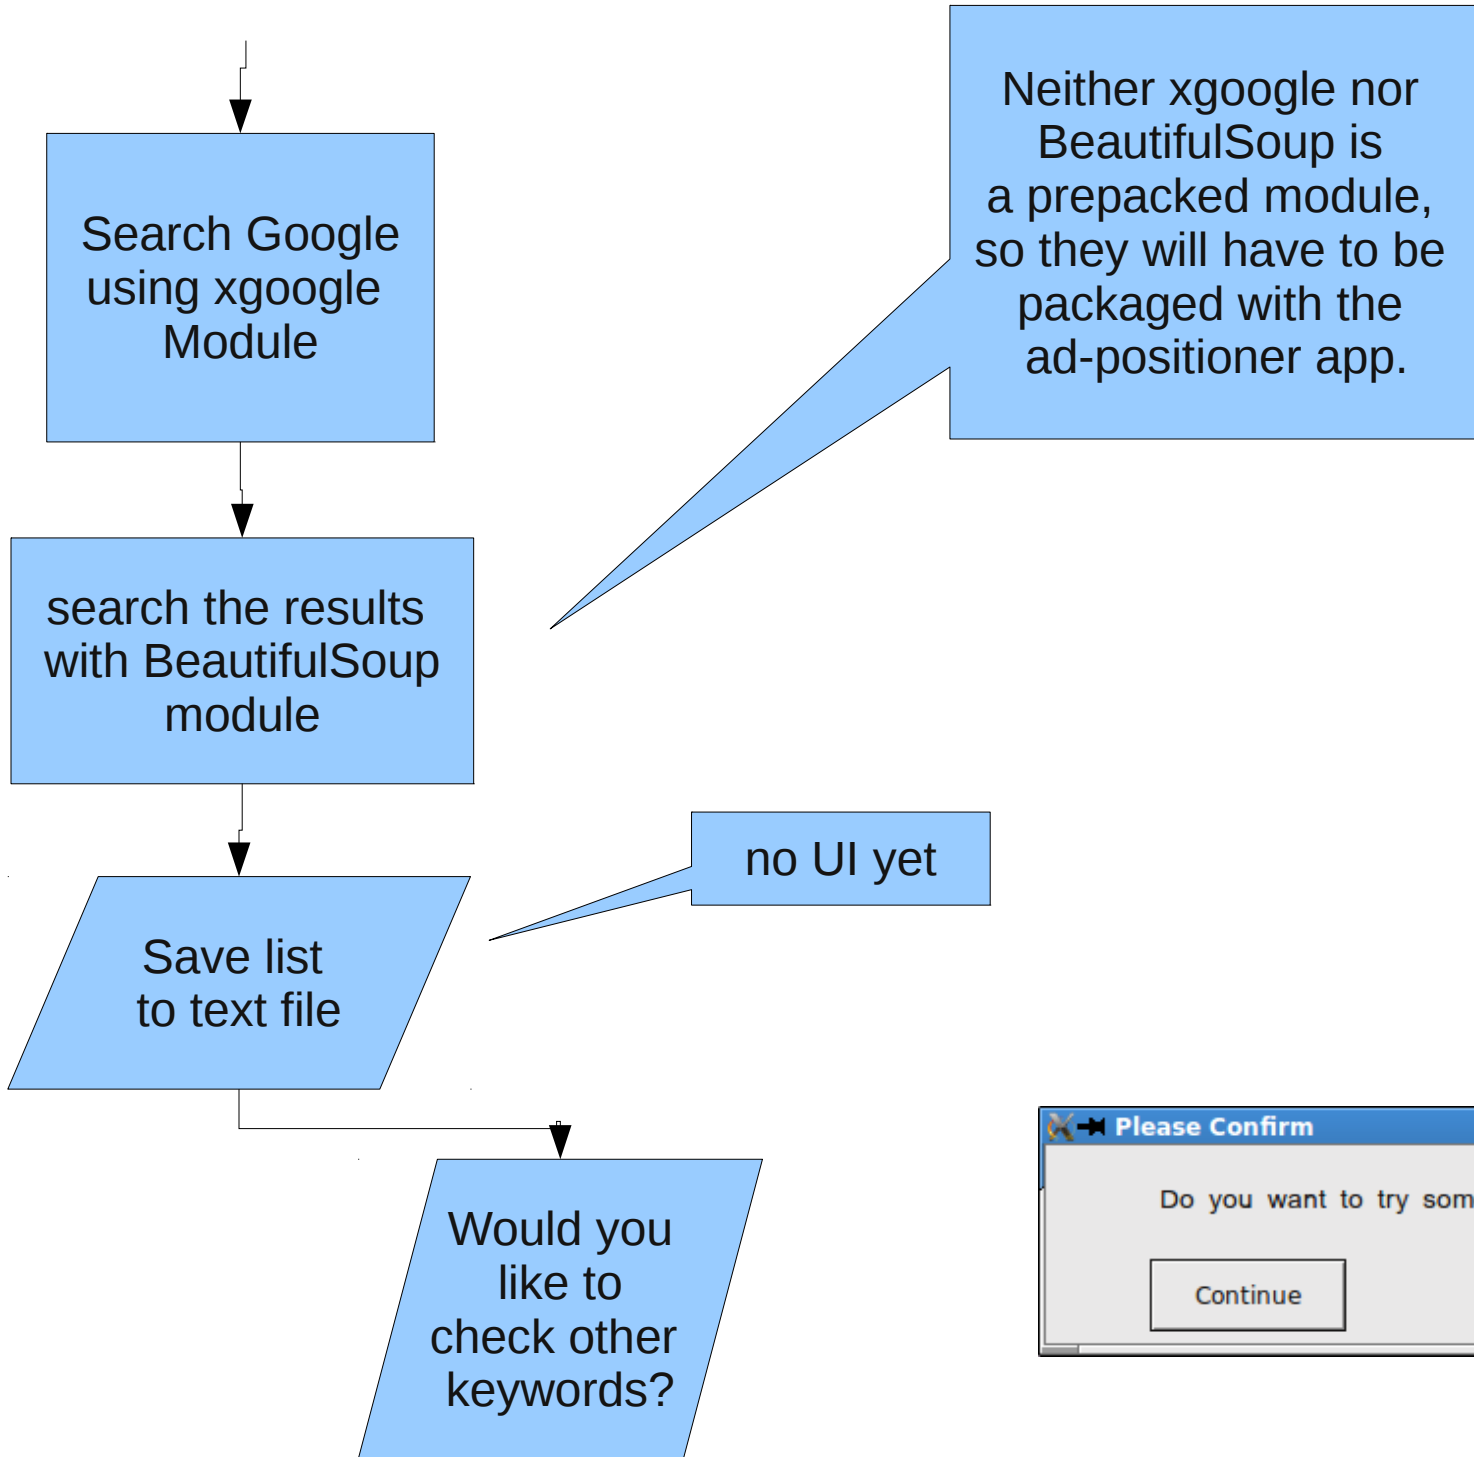 Search Google
using xgoogle
Module
Neither xgoogle nor
BeautifulSoup is
a prepacked module,
so they will have to be
packaged with the
ad-positioner app.
search the results
with BeautifulSoup
module
no UI yet
Save list
to text file
Would you
like to
check other
keywords?
Please Confirm
Do you want to try som
Continue